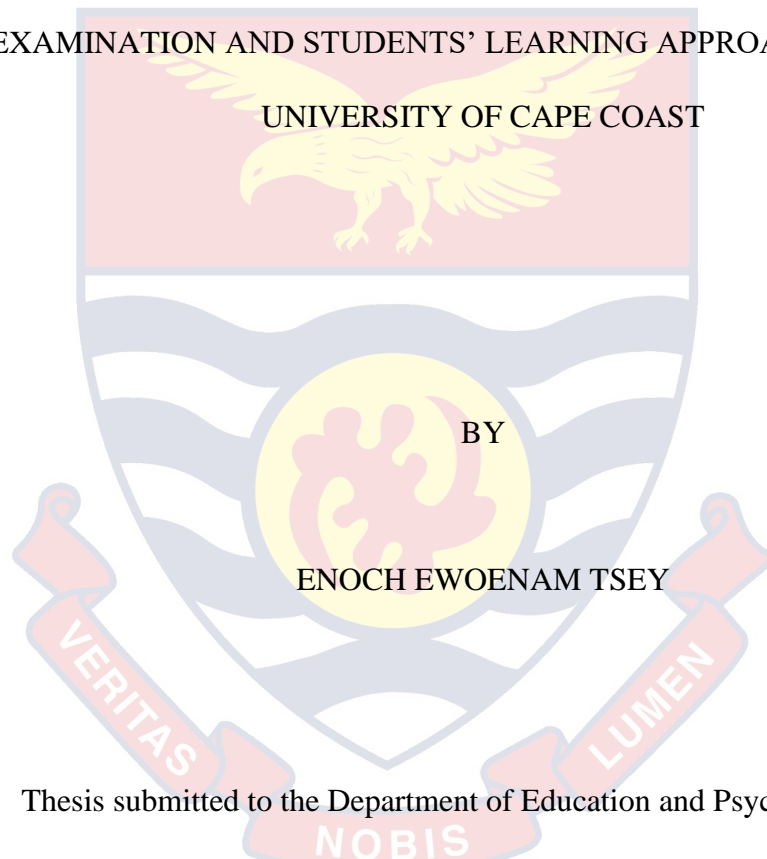 EXAMINATION AND STUDENTS’ LEARNING APPROA
UNIVERSITY OF CAPE COAST
BY
ENOCH EWOENAM TSEY
VERITAS
LUMEN
Thesis submitted to the Department of Education and Psyc
NOBIS